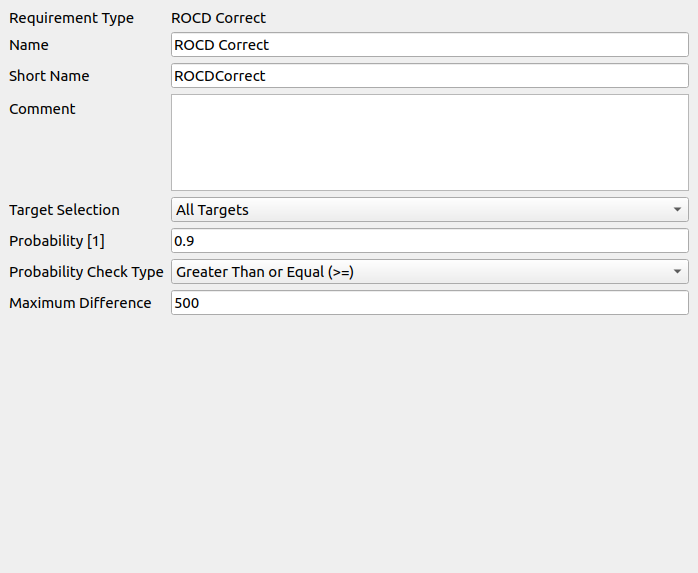 Requirement Type ROCD Correct
Name ROCD Correct
Short Name ROCDCorrect
Comment
Target Selection All Targets
Probability [1] 0.9
Probability Check Type Greater Than or Equal (>=)
Maximum Difference 500